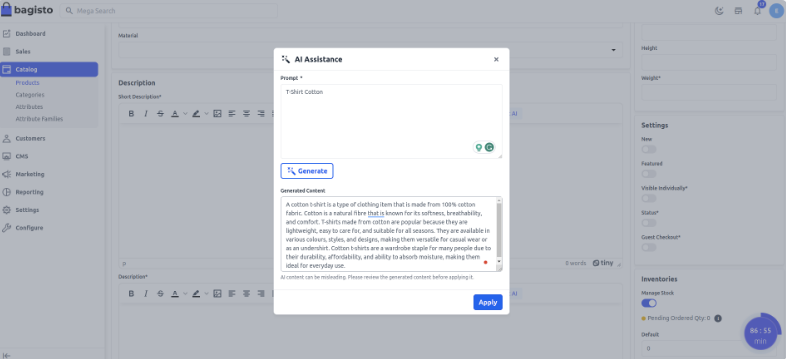 bagisto
Mega Search
Dashboard
Sales
Catalog
Products
Categories
Attributes
Attribute Families
Customers
CMS
Marketing
Reporting
Settings
Configure
Material
Description
Short Description*
B I S A
AI
P
0 words tiny
Description*
B I S A
AI
AI Assistance
Prompt *
T-Shirt Cotton
Generate
Generated Content
A cotton t-shirt is a type of clothing item that is made from 100% cotton
fabric. Cotton is a natural fibre that is known for its softness, breathability,
and comfort. T-shirts made from cotton are popular because they are
lightweight, easy to care for, and suitable for all seasons. They are available in
various colours, styles, and designs, making them versatile for casual wear or
as an undershirt. Cotton t-shirts are a wardrobe staple for many people due to
their durability, affordability, and ability to absorb moisture, making them
ideal for everyday use.
AI content can be misleading. Please review the generated content before applying it.
Apply
Height
Weight*
Settings
New
Featured
Visible Individually*
Status*
Guest Checkout*
Inventories
Manage Stock
Pending Ordered Qty: 0
Default
0
86 : 55
min